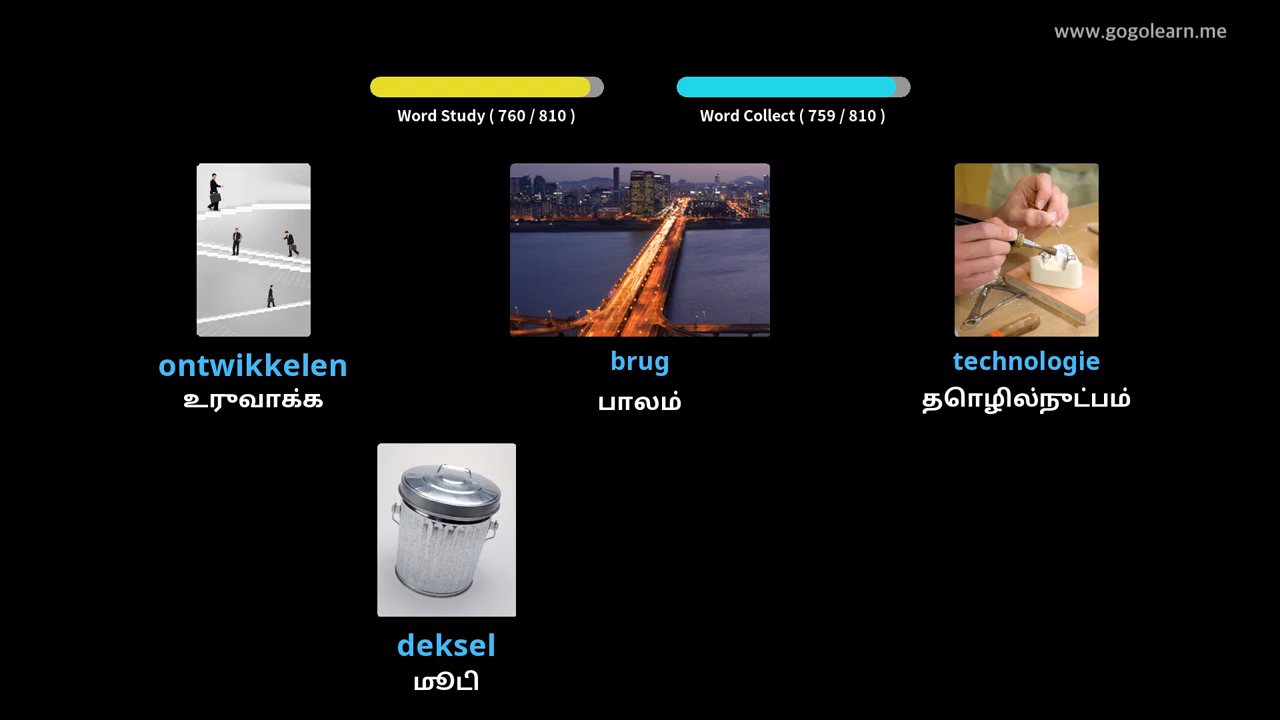 www.gogolearn.me
Word Study ( 760 / 810 )
Word Collect ( 759 / 810 )
ontwikkelen
உருவாக்க
brug
பாலம்
technologie
தொழில்நுட்பம்
deksel
மூடி